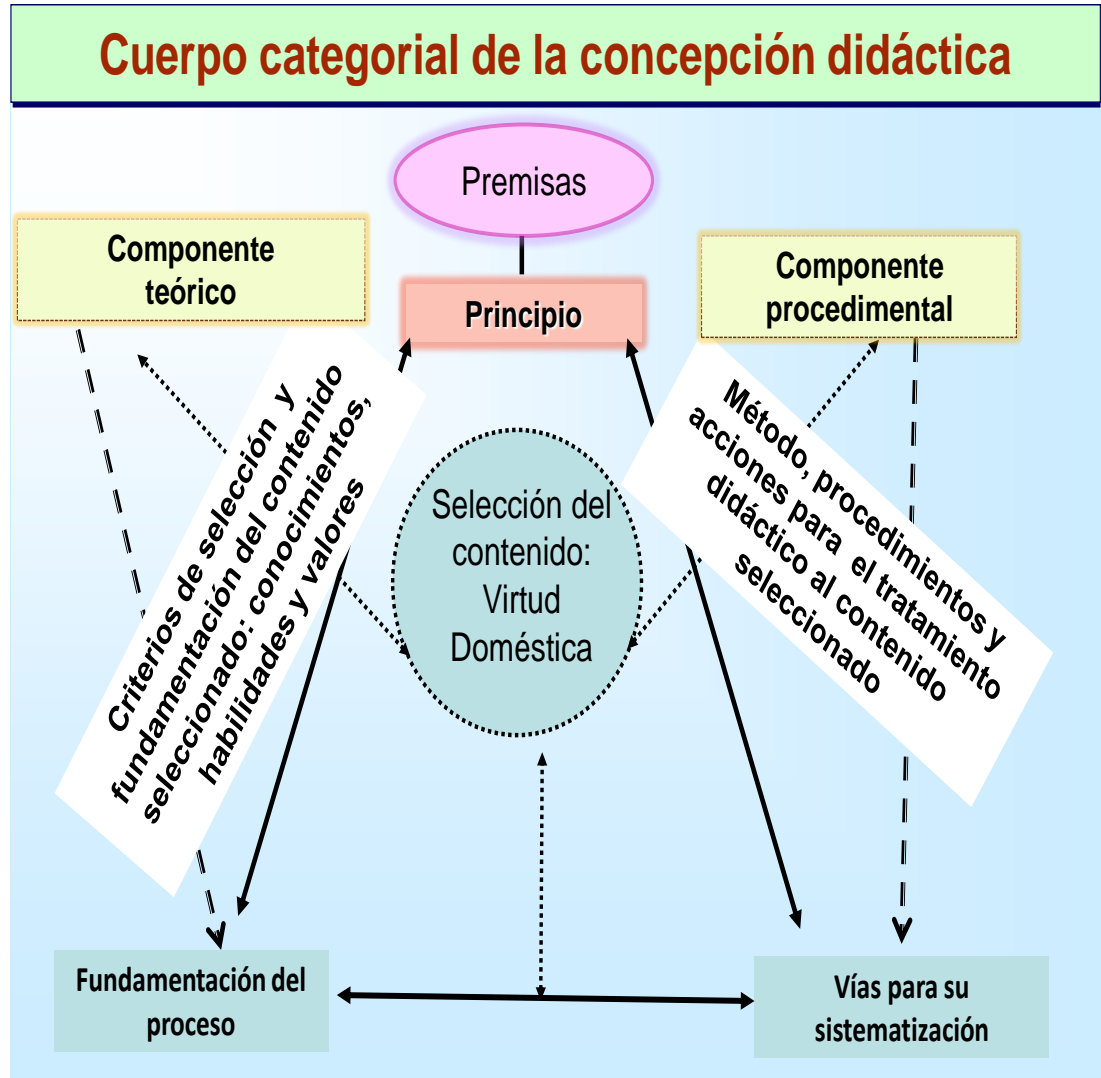 Cuerpo categorial de la concepción didáctica
Premisas
Componente
teórico
Principio
Componente
procedimental
Criterios de selección y
fundamentación del contenido
seleccionado: conocimientos,
habilidades y valores
Selección del
contenido:
Virtud
Doméstica
Método, procedimientos y
acciones para el tratamiento
didáctico al contenido
seleccionado
Fundamentación del
proceso
Vías para su
sistematización